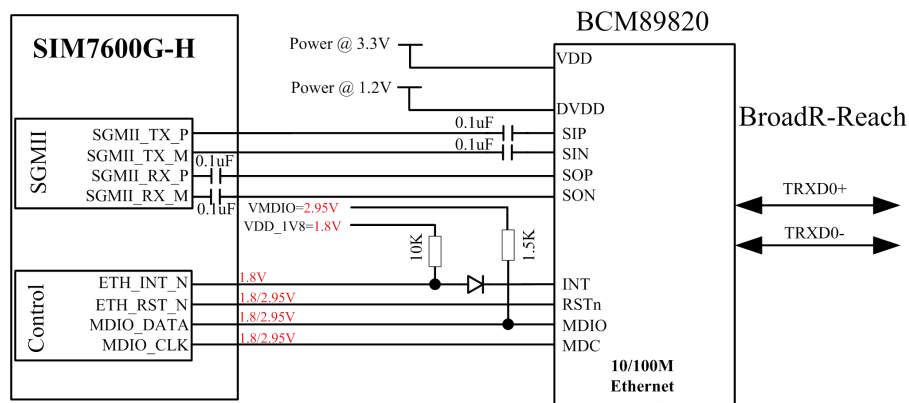 BCM89820
SIM7600G-H
Power @ 3.3V
VDD
Power @ 1.2V
DVDD
BroadR-Reach
SGMII
SGMII_TX_P
0.1uF
SIP
SGMII_TX_M
0.1uF
SIN
SGMII_RX_P
0.1uF
SOP
SGMII_RX_M
0.1uF
SON
TRXD0+
VMDIO=2.95V
VDD_1V8=1.8V
10K
1.5K
TRXD0-
Control
ETH_INT_N
1.8V
INT
ETH_RST_N
1.8/2.95V
RSTn
MDIO_DATA
1.8/2.95V
MDIO
MDIO_CLK
1.8/2.95V
MDC
10/100M
Ethernet